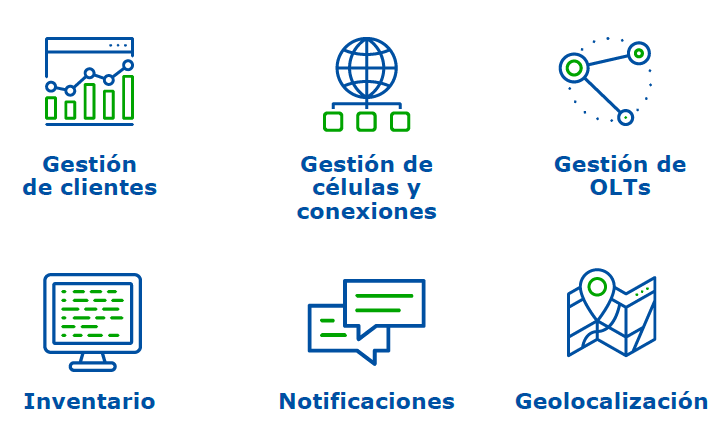 Gestión
de clientes
Gestión de
células y
conexiones
Gestión de
OLTs
Inventario
Notificaciones
Geolocalización